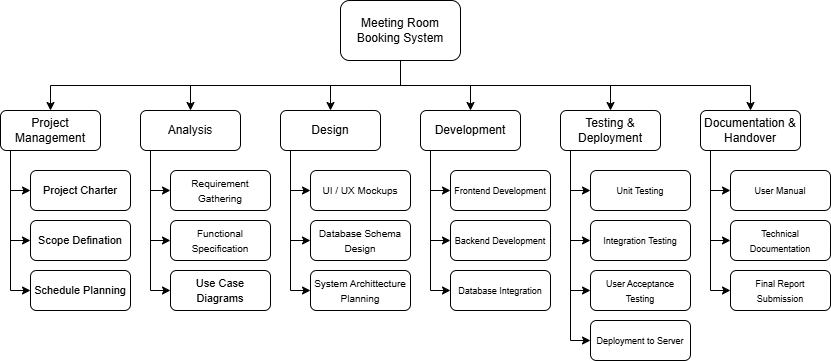 Meeting Room
Booking System
Project
Management
Analysis
Design
Development
Testing &
Deployment
Documentation &
Handover
Project Charter
Scope Defination
Schedule Planning
Requirement
Gathering
Functional
Specification
Use Case
Diagrams
UI / UX Mockups
Database Schema
Design
System Archittecture
Planning
Frontend Development
Backend Development
Database Integration
Unit Testing
Integration Testing
User Acceptance
Testing
Deployment to Server
User Manual
Technical
Documentation
Final Report
Submission